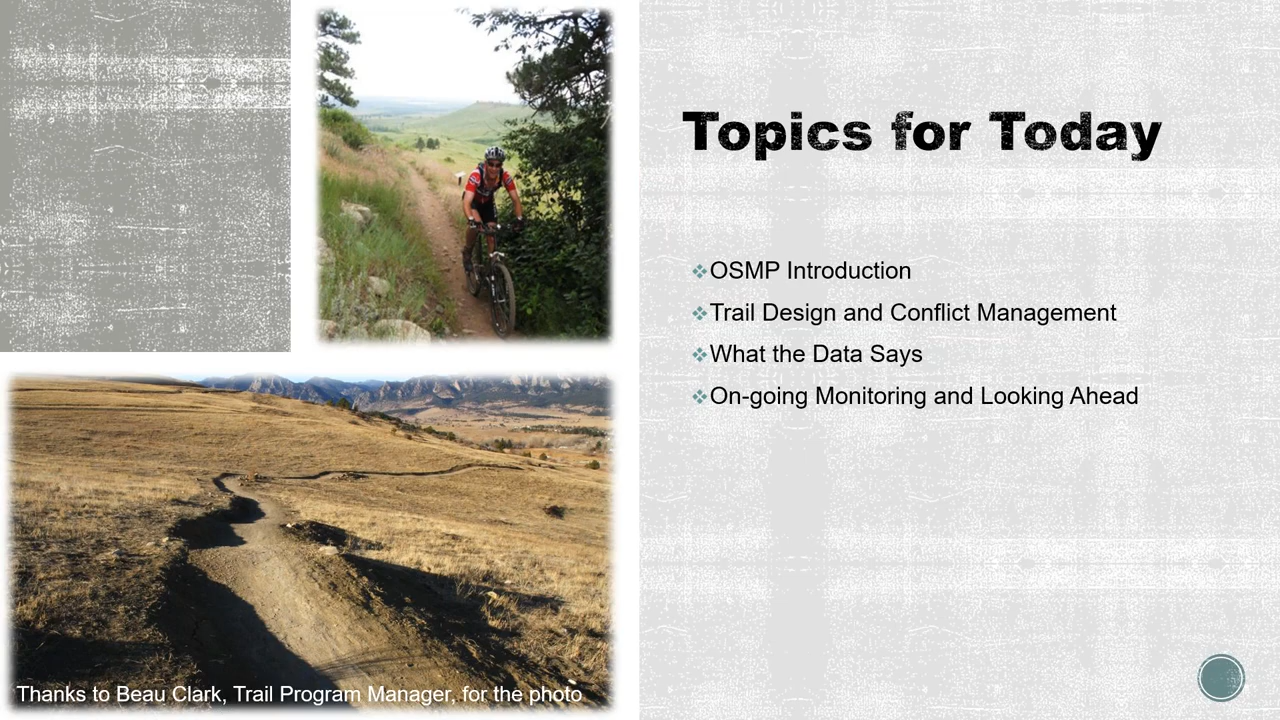 Topics for Today
OSMP Introduction
Trail Design and Conflict Management
What the Data Says
On-going Monitoring and Looking Ahead
Thanks to Beau Clark, Trail Program Manager, for the photo